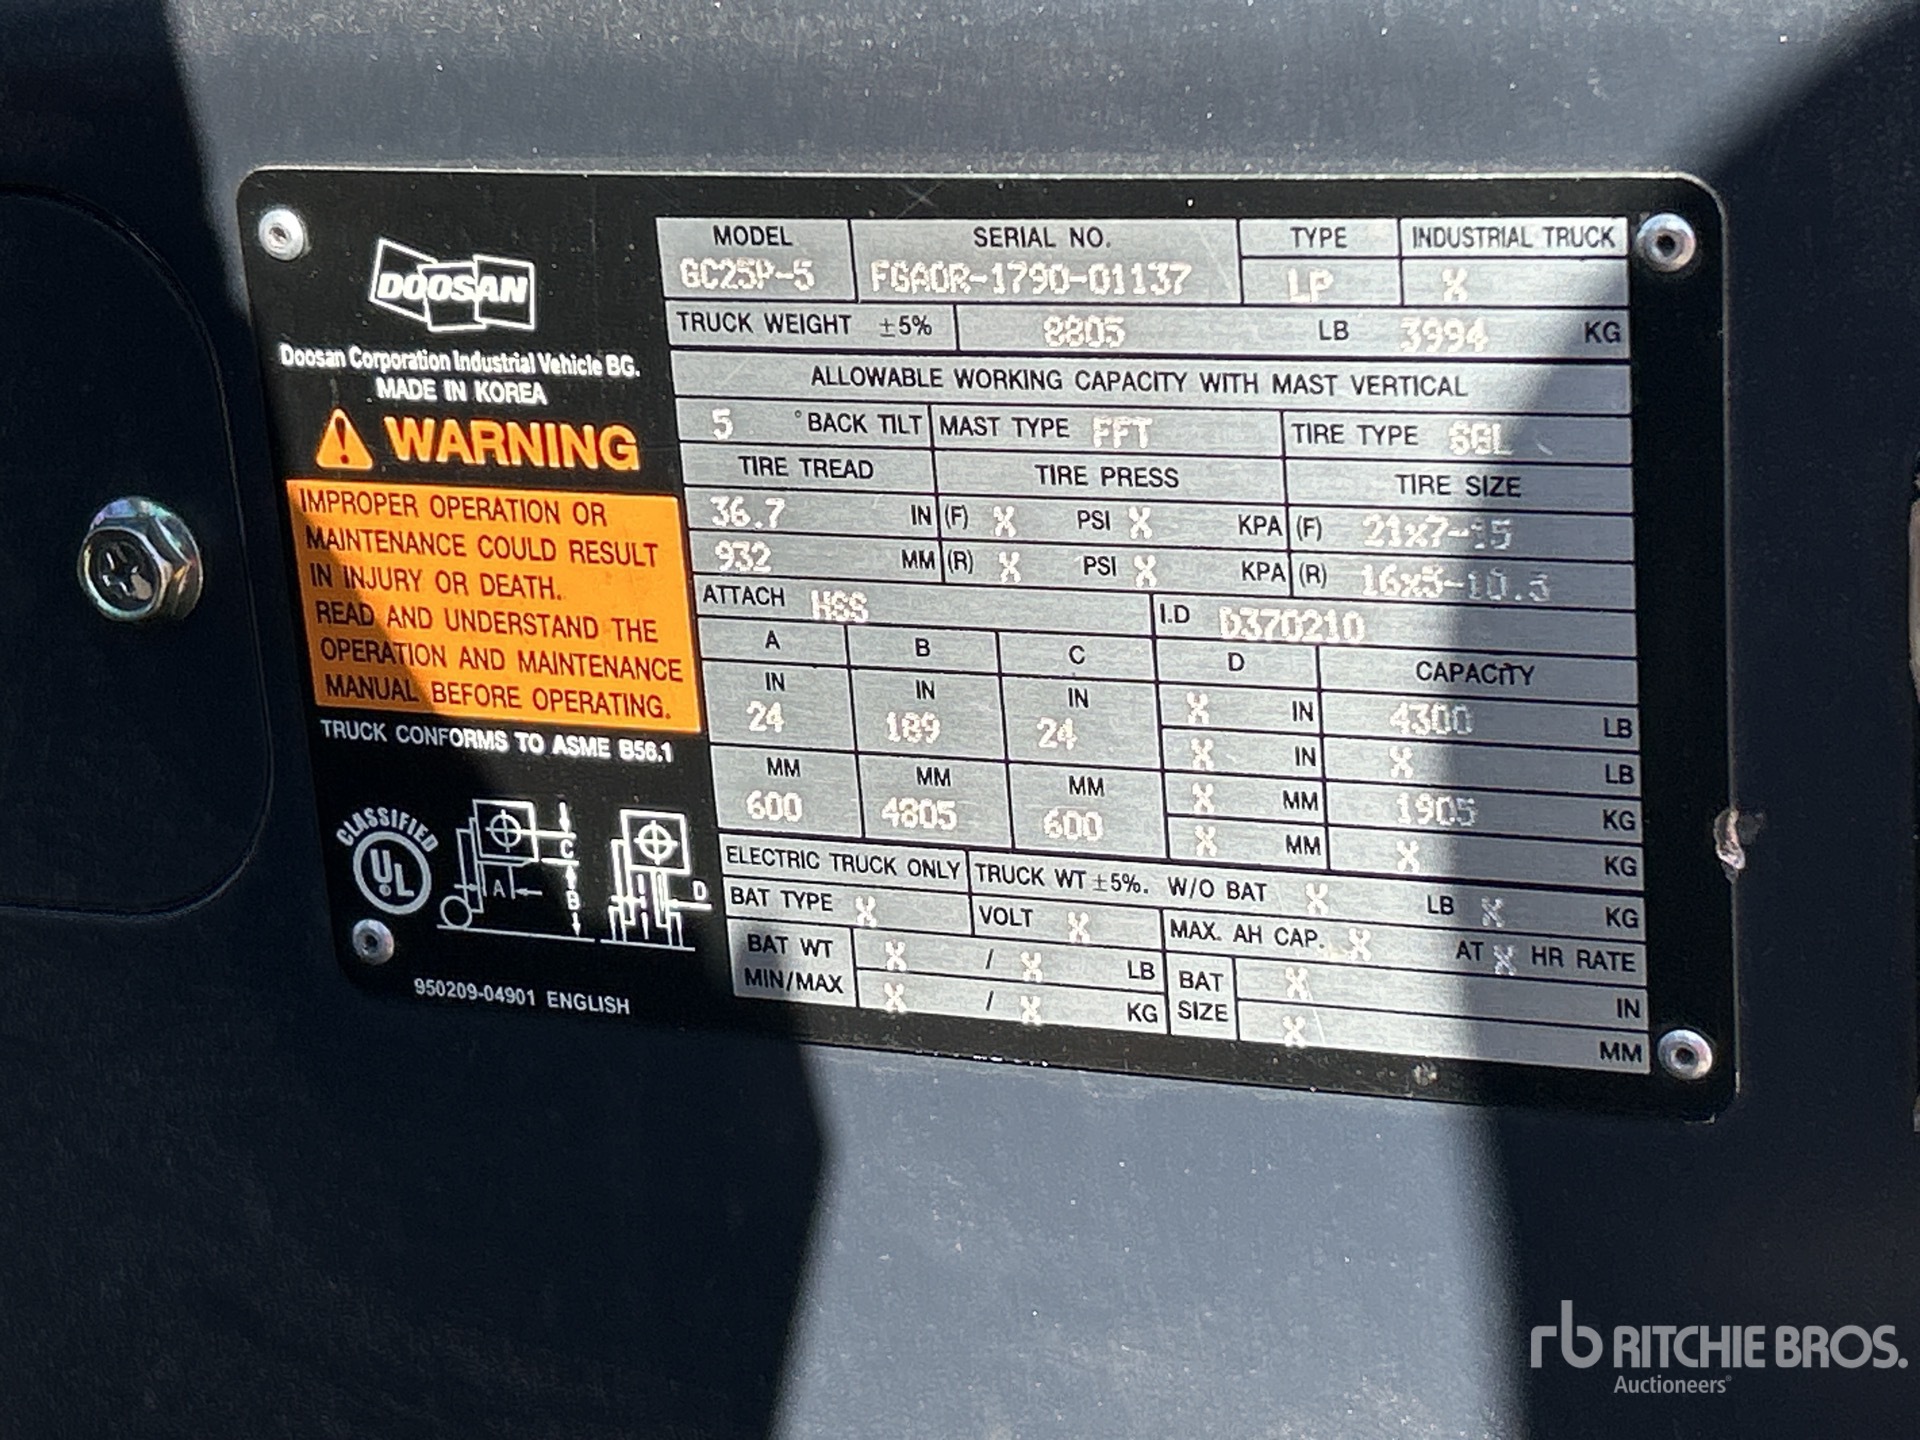 DOOSAN
Doosan Corporation Industrial Vehicle BG.
MADE IN KOREA
WARNING
IMPROPER OPERATION OR
MAINTENANCE COULD RESULT
IN INJURY OR DEATH.
READ AND UNDERSTAND THE
OPERATION AND MAINTENANCE
MANUAL BEFORE OPERATING.
TRUCK CONFORMS TO ASME B56.1
CLASSIFIED
UL
A C B D
950209-04901 ENGLISH
MODEL SERIAL NO. TYPE INDUSTRIAL TRUCK
GC25P-5 FGA0R-1790-01137 LP X
TRUCK WEIGHT ±5% 8805 LB 3994 KG
ALLOWABLE WORKING CAPACITY WITH MAST VERTICAL
5 °BACK TILT MAST TYPE FFT TIRE TYPE SGL
TIRE TREAD TIRE PRESS TIRE SIZE
36.7 IN (F) X PSI X KPA (F) 21x7-15
932 MM (R) X PSI X KPA (R) 16x5-10.5
ATTACH HSS I.D D370210
A B C D CAPACITY
IN IN IN X IN 4300 LB
24 189 24 X IN X LB
MM MM MM X MM 1905 KG
600 4805 600 X MM X KG
ELECTRIC TRUCK ONLY TRUCK WT ±5%. W/O BAT X LB X KG
BAT TYPE X VOLT X MAX. AH CAP. X AT X HR RATE
BAT WT X / X LB BAT X IN
MIN/MAX X / X KG SIZE X MM
rb RITCHIE BROS.
Auctioneers®